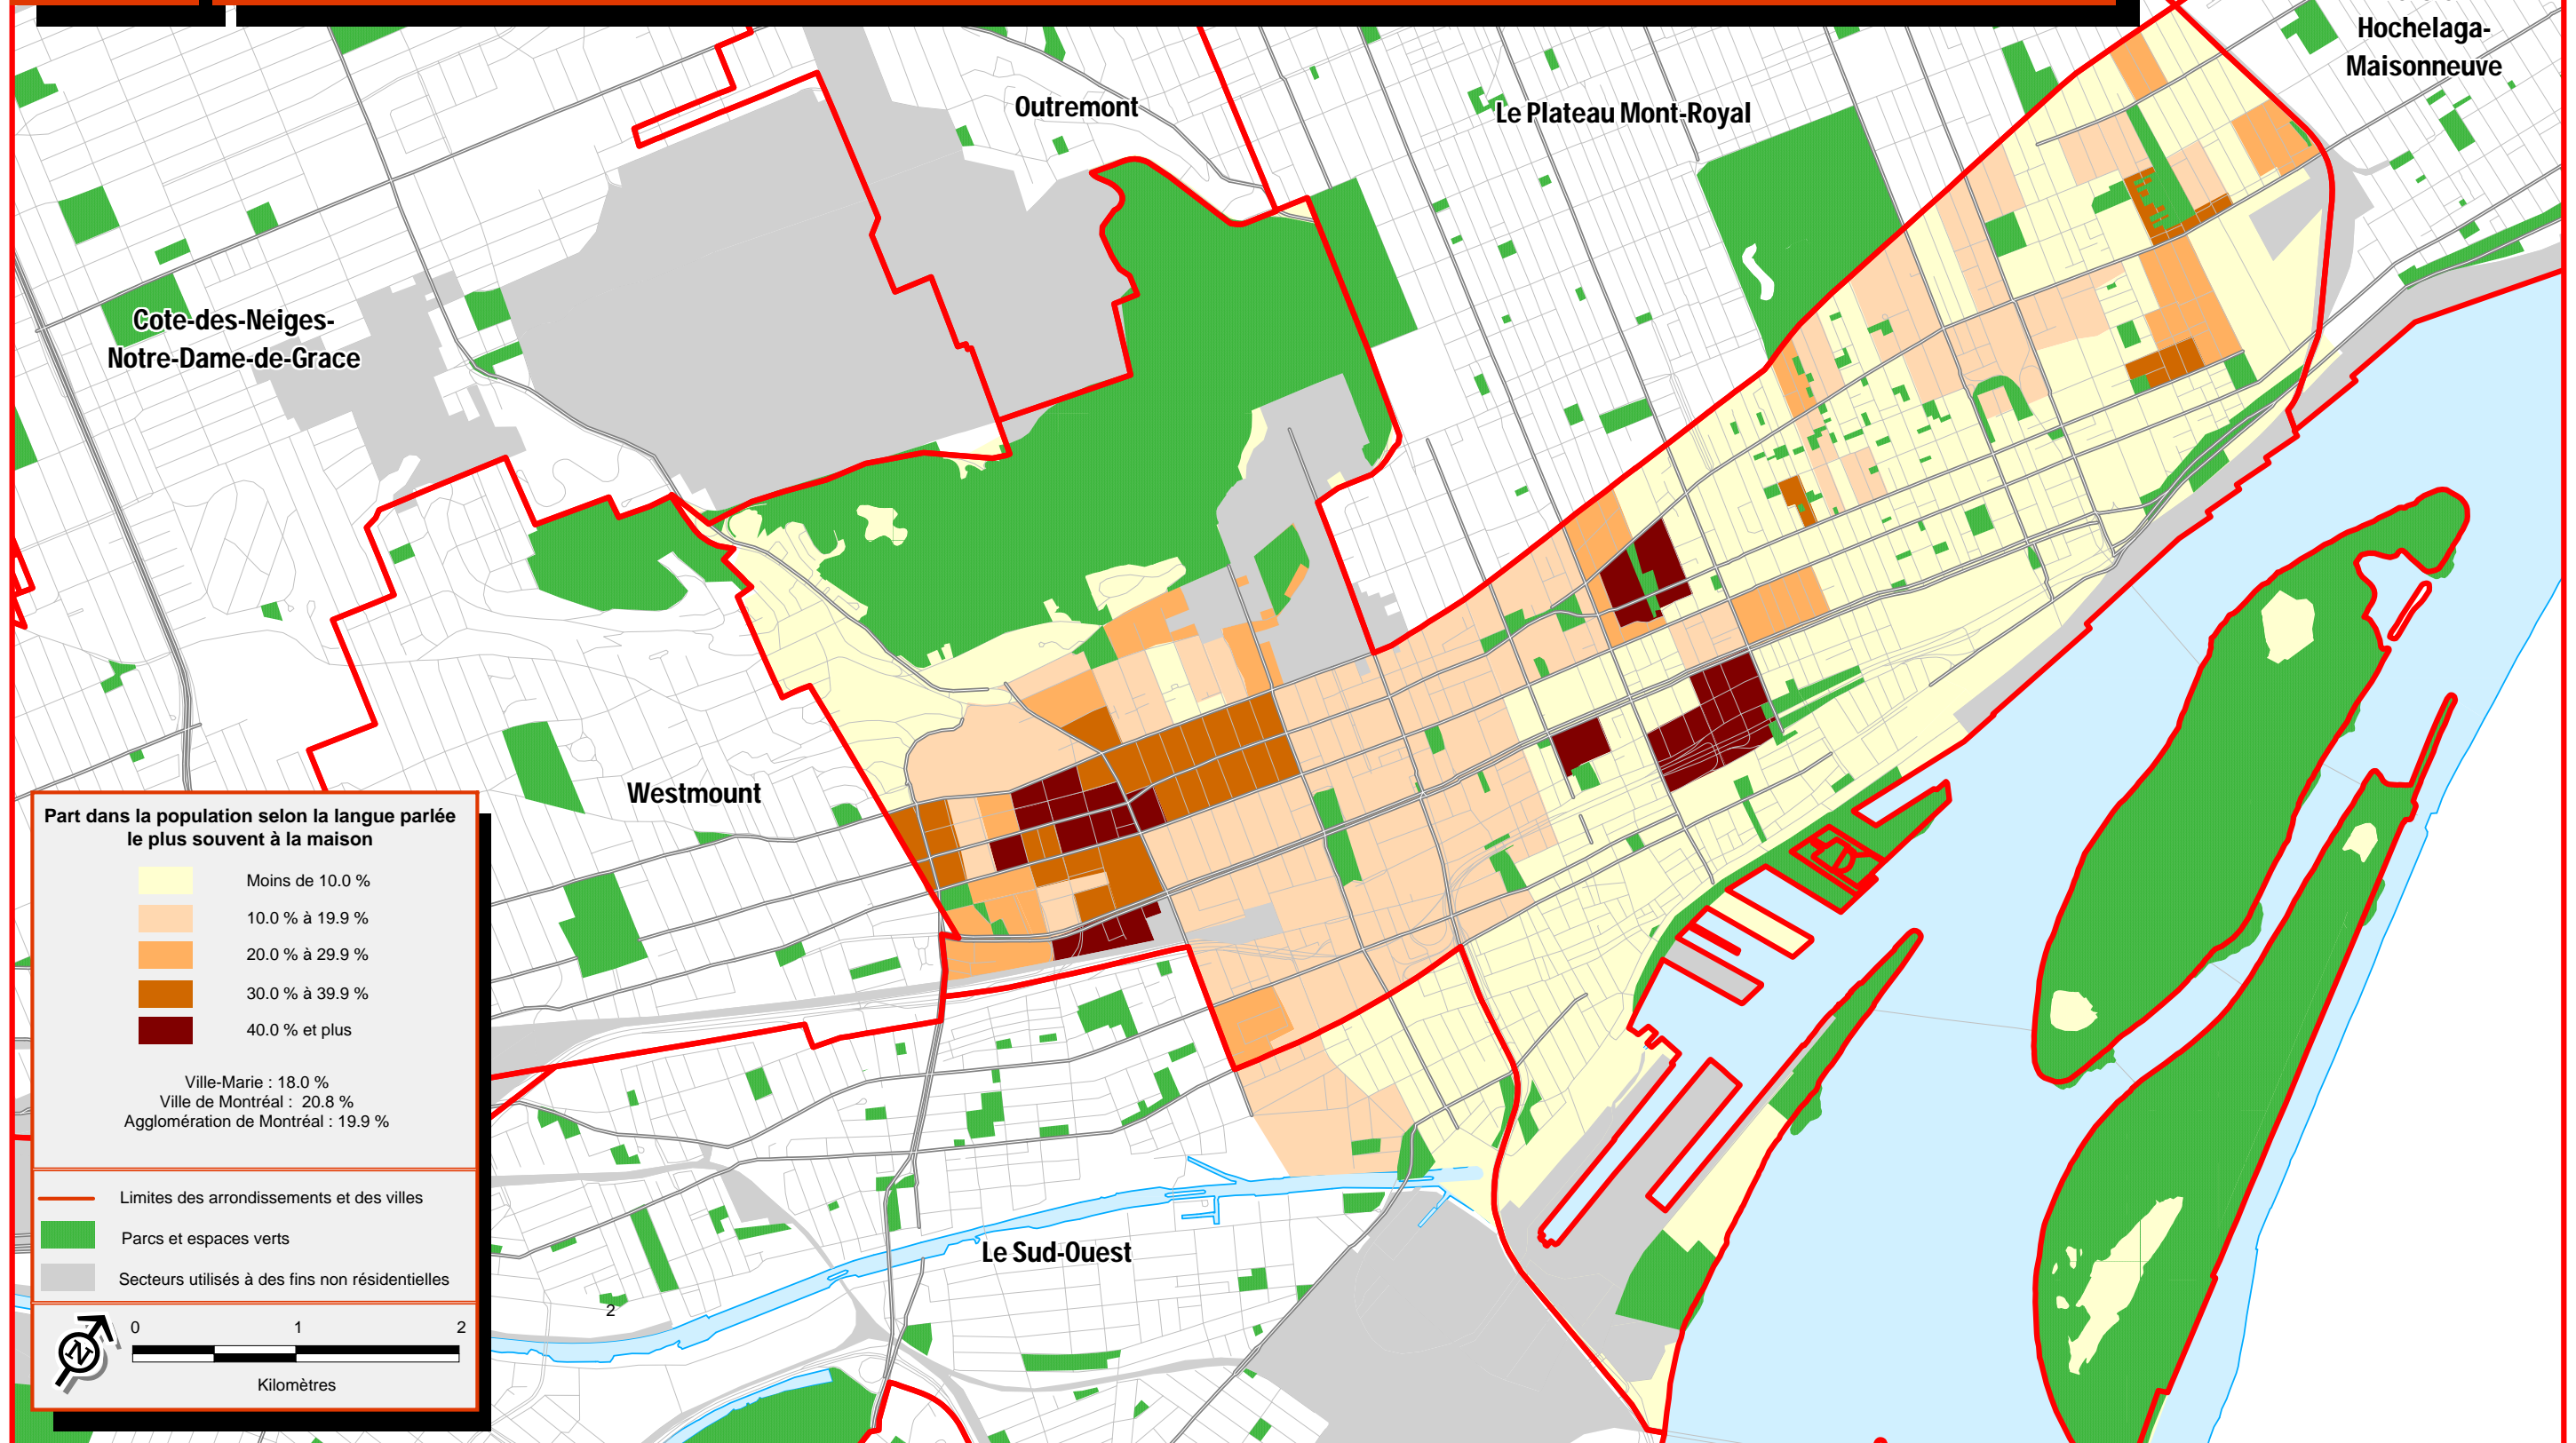 Hochelaga-
Maisonneuve
Outremont
Le Plateau Mont-Royal
Cote-des-Neiges-
Notre-Dame-de-Grace
Westmount
Le Sud-Ouest
Part dans la population selon la langue parlée
le plus souvent à la maison
Moins de 10.0 %
10.0 % à 19.9 %
20.0 % à 29.9 %
30.0 % à 39.9 %
40.0 % et plus
Ville-Marie : 18.0 %
Ville de Montréal : 20.8 %
Agglomération de Montréal : 19.9 %
Limites des arrondissements et des villes
Parcs et espaces verts
Secteurs utilisés à des fins non résidentielles
N
0 1 2
Kilomètres
2